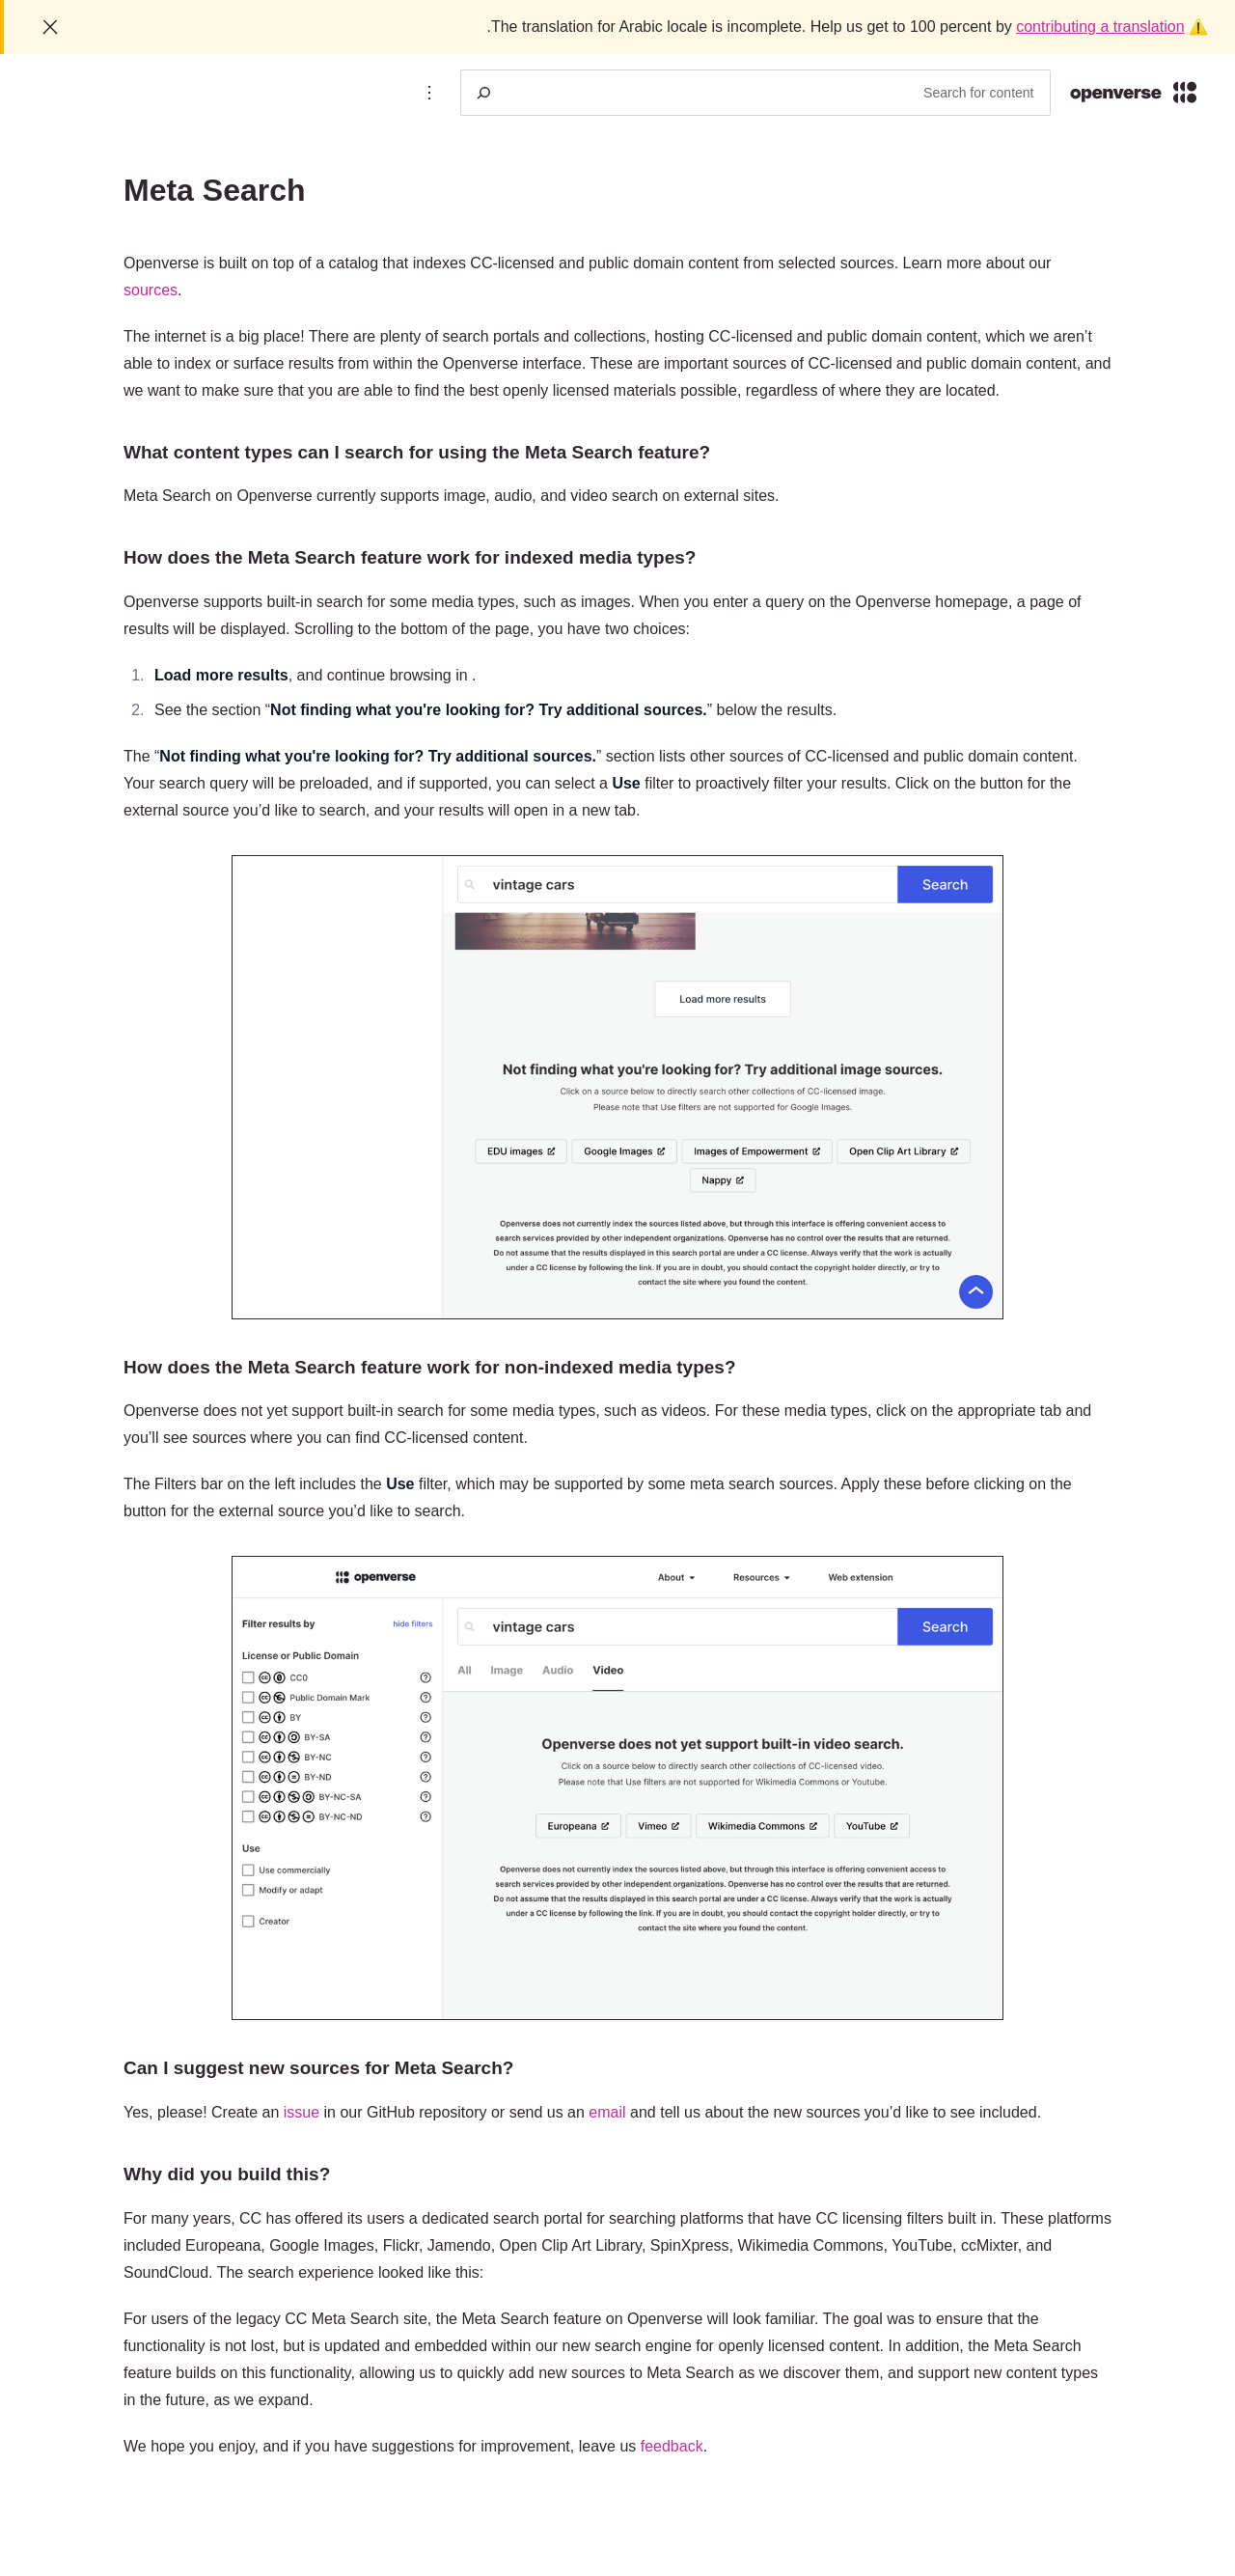 ⚠️ The translation for Arabic locale is incomplete. Help us get to 100 percent by contributing a translation.
openverse
Search for content
Meta Search
Openverse is built on top of a catalog that indexes CC-licensed and public domain content from selected sources. Learn more about our
sources.
The internet is a big place! There are plenty of search portals and collections, hosting CC-licensed and public domain content, which we aren’t
able to index or surface results from within the Openverse interface. These are important sources of CC-licensed and public domain content, and
we want to make sure that you are able to find the best openly licensed materials possible, regardless of where they are located.
What content types can I search for using the Meta Search feature?
Meta Search on Openverse currently supports image, audio, and video search on external sites.
How does the Meta Search feature work for indexed media types?
Openverse supports built-in search for some media types, such as images. When you enter a query on the Openverse homepage, a page of
results will be displayed. Scrolling to the bottom of the page, you have two choices:
1. Load more results, and continue browsing in .
2. See the section “Not finding what you're looking for? Try additional sources.” below the results.
The “Not finding what you're looking for? Try additional sources.” section lists other sources of CC-licensed and public domain content.
Your search query will be preloaded, and if supported, you can select a Use filter to proactively filter your results. Click on the button for the
external source you’d like to search, and your results will open in a new tab.
vintage cars
Search
Load more results
Not finding what you're looking for? Try additional image sources.
Click on a source below to directly search other collections of CC-licensed image.
Please note that Use filters are not supported for Google Images.
EDU images Google Images Images of Empowerment Open Clip Art Library
Nappy
Openverse does not currently index the sources listed above, but through this interface is offering convenient access to
search services provided by other independent organizations. Openverse has no control over the results that are returned.
Do not assume that the results displayed in this search portal are under a CC license. Always verify that the work is actually
under a CC license by following the link. If you are in doubt, you should contact the copyright holder directly, or try to
contact the site where you found the content.
How does the Meta Search feature work for non-indexed media types?
Openverse does not yet support built-in search for some media types, such as videos. For these media types, click on the appropriate tab and
you’ll see sources where you can find CC-licensed content.
The Filters bar on the left includes the Use filter, which may be supported by some meta search sources. Apply these before clicking on the
button for the external source you’d like to search.
openverse
About Resources Web extension
Filter results by hide filters
License or Public Domain
CC0
Public Domain Mark
BY
BY-SA
BY-NC
BY-ND
BY-NC-SA
BY-NC-ND
Use
Use commercially
Modify or adapt
Creator
vintage cars
Search
All Image Audio Video
Openverse does not yet support built-in video search.
Click on a source below to directly search other collections of CC-licensed video.
Please note that Use filters are not supported for Wikimedia Commons or Youtube.
Europeana Vimeo Wikimedia Commons YouTube
Openverse does not currently index the sources listed above, but through this interface is offering convenient access to
search services provided by other independent organizations. Openverse has no control over the results that are returned.
Do not assume that the results displayed in this search portal are under a CC license. Always verify that the work is actually
under a CC license by following the link. If you are in doubt, you should contact the copyright holder directly, or try to
contact the site where you found the content.
Can I suggest new sources for Meta Search?
Yes, please! Create an issue in our GitHub repository or send us an email and tell us about the new sources you’d like to see included.
Why did you build this?
For many years, CC has offered its users a dedicated search portal for searching platforms that have CC licensing filters built in. These platforms
included Europeana, Google Images, Flickr, Jamendo, Open Clip Art Library, SpinXpress, Wikimedia Commons, YouTube, ccMixter, and
SoundCloud. The search experience looked like this:
For users of the legacy CC Meta Search site, the Meta Search feature on Openverse will look familiar. The goal was to ensure that the
functionality is not lost, but is updated and embedded within our new search engine for openly licensed content. In addition, the Meta Search
feature builds on this functionality, allowing us to quickly add new sources to Meta Search as we discover them, and support new content types
in the future, as we expand.
We hope you enjoy, and if you have suggestions for improvement, leave us feedback.